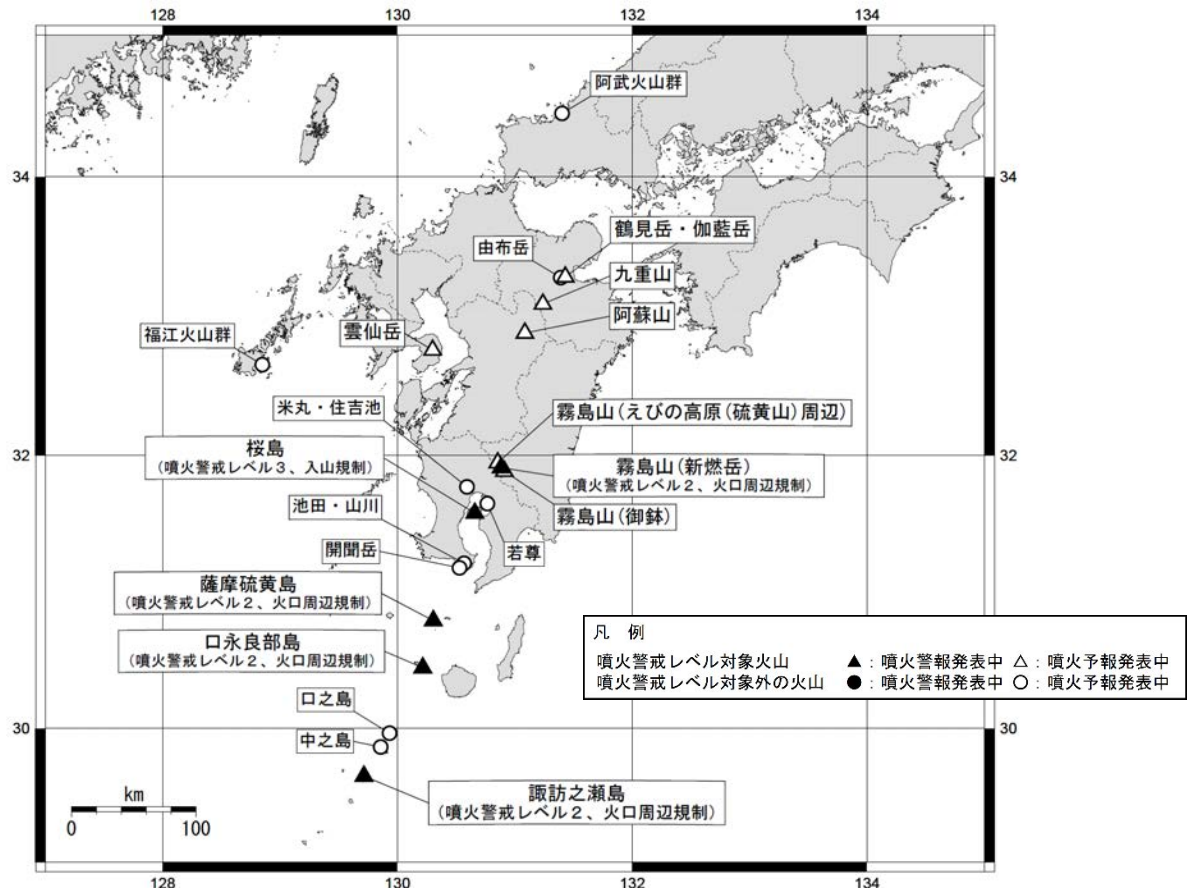 128
130
132
134
阿武火山群
34
34
鶴見岳・伽藍岳
由布岳
九重山
阿蘇山
雲仙岳
福江火山群
米丸・住吉池
霧島山(えびの高原(硫黄山)周辺)
32
32
桜島
(噴火警戒レベル3、入山規制)
霧島山(新燃岳)
(噴火警戒レベル2、火口周辺規制)
池田・山川
霧島山(御鉢)
開聞岳
若尊
薩摩硫黄島
(噴火警戒レベル2、火口周辺規制)
口永良部島
(噴火警戒レベル2、火口周辺規制)
凡 例
噴火警戒レベル対象火山 ▲:噴火警報発表中 △:噴火予報発表中
噴火警戒レベル対象外の火山 ●:噴火警報発表中 ○:噴火予報発表中
口之島
30
30
中之島
諏訪之瀬島
(噴火警戒レベル2、火口周辺規制)
km
0 100
128
130
132
134